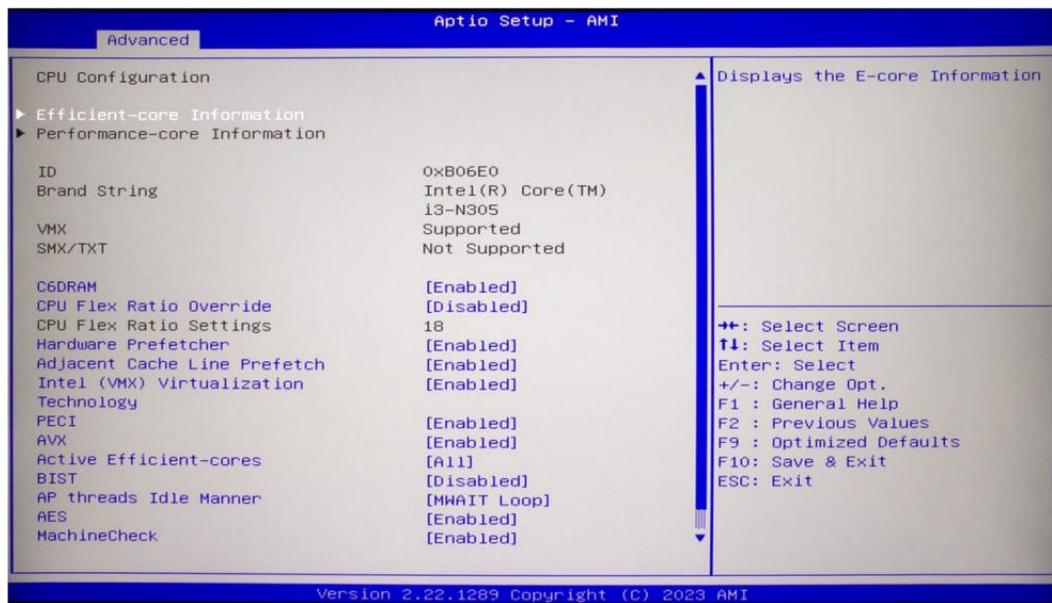 Aptio Setup - AMI
Advanced
CPU Configuration
Efficient-core Information
Performance-core Information
ID 0xB06E0
Brand String Intel(R) Core(TM)
i3-N305
VMX Supported
SMX/TXT Not Supported
C6DRAM [Enabled]
CPU Flex Ratio Override [Disabled]
CPU Flex Ratio Settings 18
Hardware Prefetcher [Enabled]
Adjacent Cache Line Prefetch [Enabled]
Intel (VMX) Virtualization [Enabled]
Technology
PECI [Enabled]
AVX [Enabled]
Active Efficient-cores [All]
BIST [Disabled]
AP threads Idle Manner [MWAIT Loop]
AES [Enabled]
MachineCheck [Enabled]
Displays the E-core Information
→←: Select Screen
↑↓: Select Item
Enter: Select
+/-: Change Opt.
F1 : General Help
F2 : Previous Values
F9 : Optimized Defaults
F10: Save & Exit
ESC: Exit
Version 2.22.1289 Copyright (C) 2023 AMI